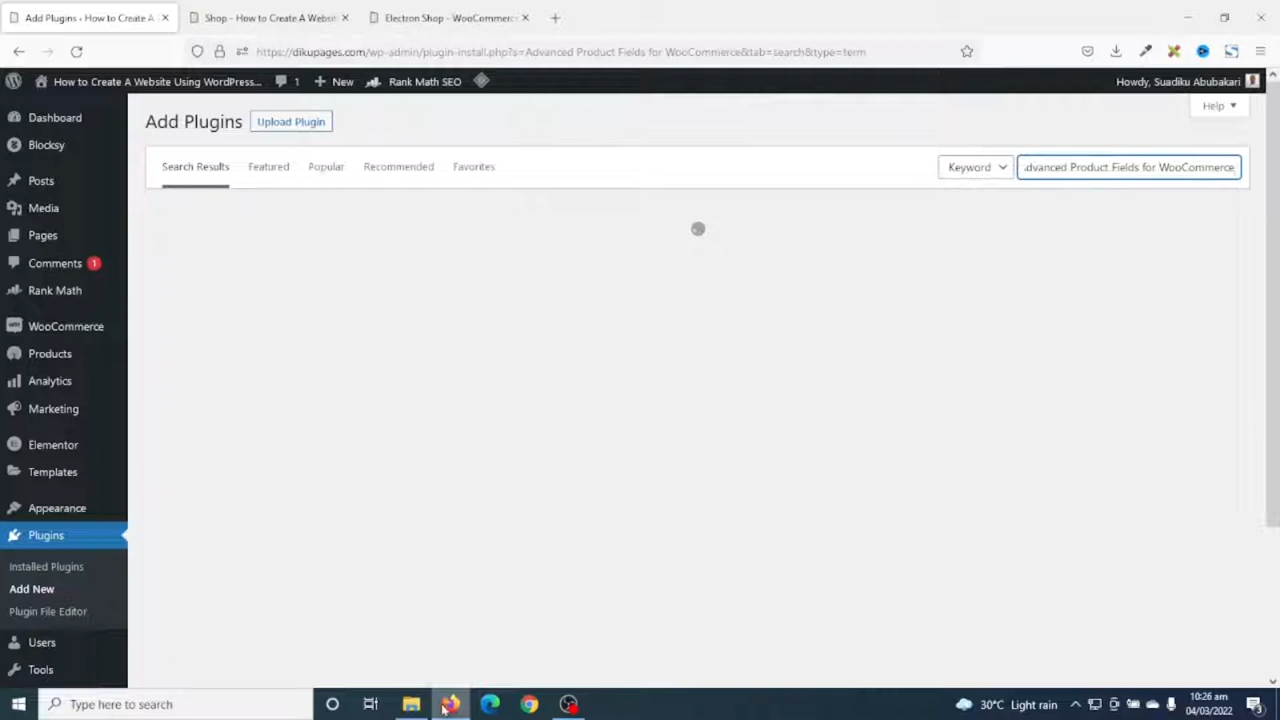 Add Plugins ‹ How to Create A
Shop - How to Create A Websit
Electron Shop — WooCommerc
https://dikupages.com/wp-admin/plugin-install.php?s=Advanced Product Fields for WooCommerce&tab=search&type=term
How to Create A Website Using WordPress...
1
New
Rank Math SEO
Howdy, Suadiku Abubakari
Dashboard
Blocksy
Posts
Media
Pages
Comments 1
Rank Math
WooCommerce
Products
Analytics
Marketing
Elementor
Templates
Appearance
Plugins
Installed Plugins
Add New
Plugin File Editor
Users
Tools
Help
Add Plugins
Upload Plugin
Search Results
Featured
Popular
Recommended
Favorites
Keyword
dvanced Product Fields for WooCommerce
Type here to search
30°C Light rain
10:26 am
04/03/2022
3